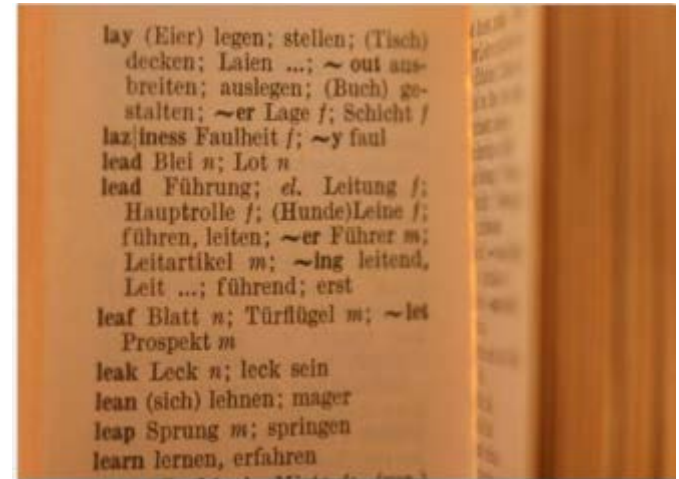 lay (Eier) legen; stellen; (Tisch)
decken; Laien ...; ~ out aus-
breiten; auslegen; (Buch) ge-
stalten; ~er Lage f; Schicht f
laz|iness Faulheit f; ~y faul
lead Blei n; Lot n
lead Führung; el. Leitung f;
Hauptrolle f; (Hunde)Leine f;
führen, leiten; ~er Führer m;
Leitartikel m; ~ing leitend,
Leit ...; führend; erst
leaf Blatt n; Türflügel m; ~let
Prospekt m
leak Leck n; leck sein
lean (sich) lehnen; mager
leap Sprung m; springen
learn lernen, erfahren